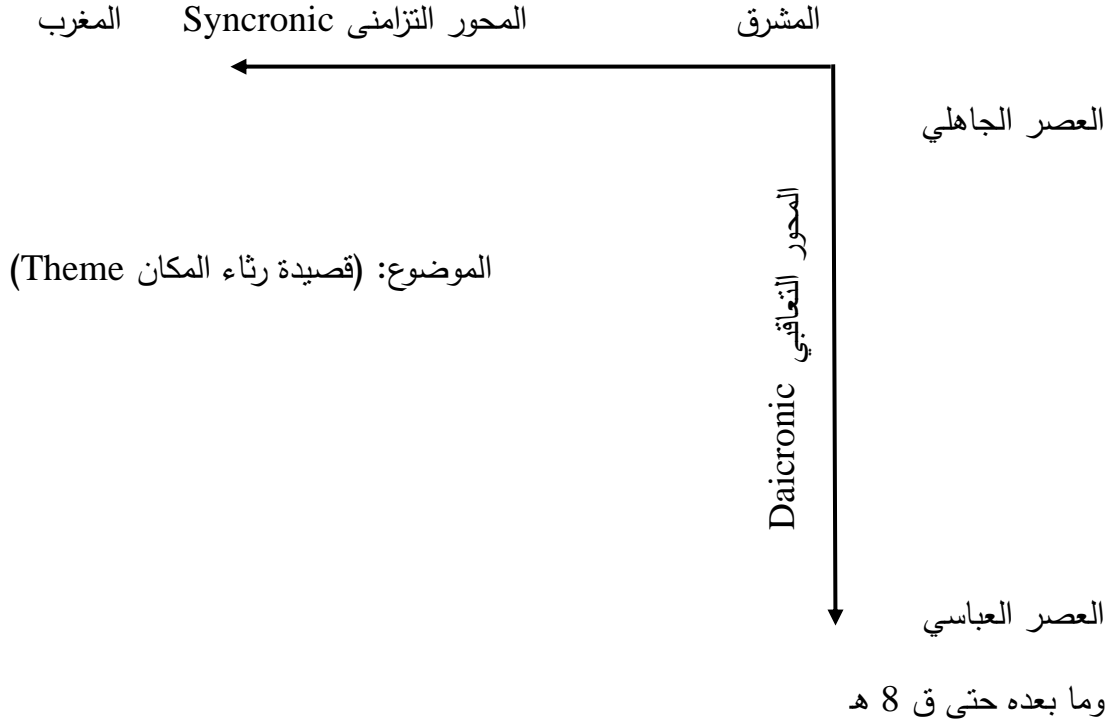 المشرق المحور التزامنى Syncronic المغرب
العصر الجاهلي
المحور التعاقبي Daicronic
الموضوع: (قصيدة رثاء المكان Theme)
العصر العباسي
وما بعده حتى ق 8 هـ